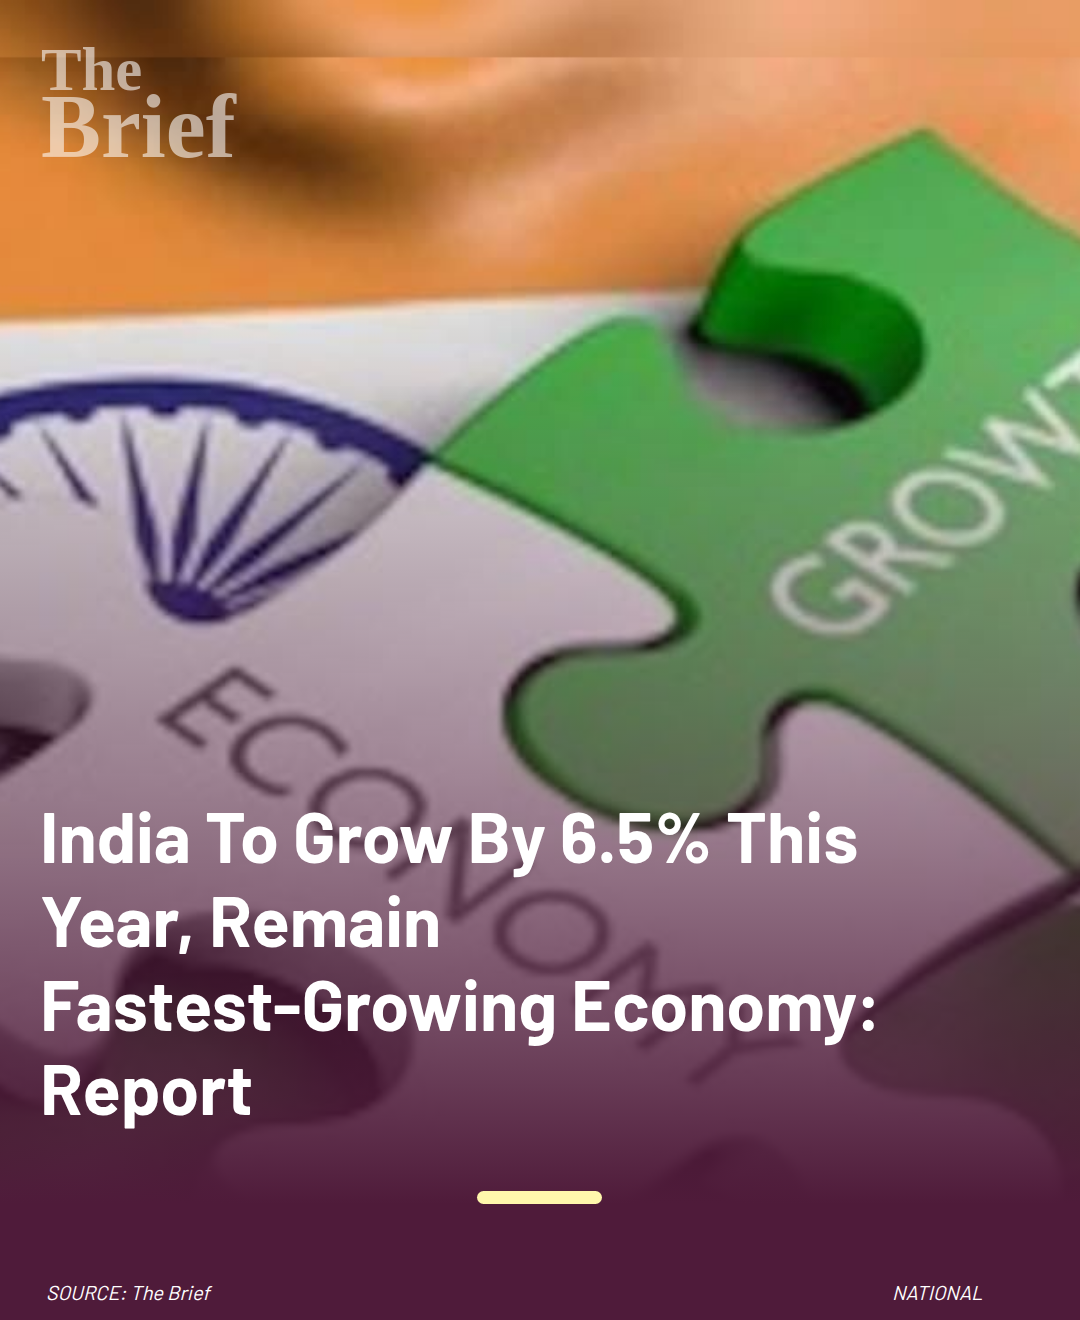 The
Brief
GROWT
ECONOMY
India To Grow By 6.5% This
Year, Remain
Fastest-Growing Economy:
Report
SOURCE: The Brief
NATIONAL